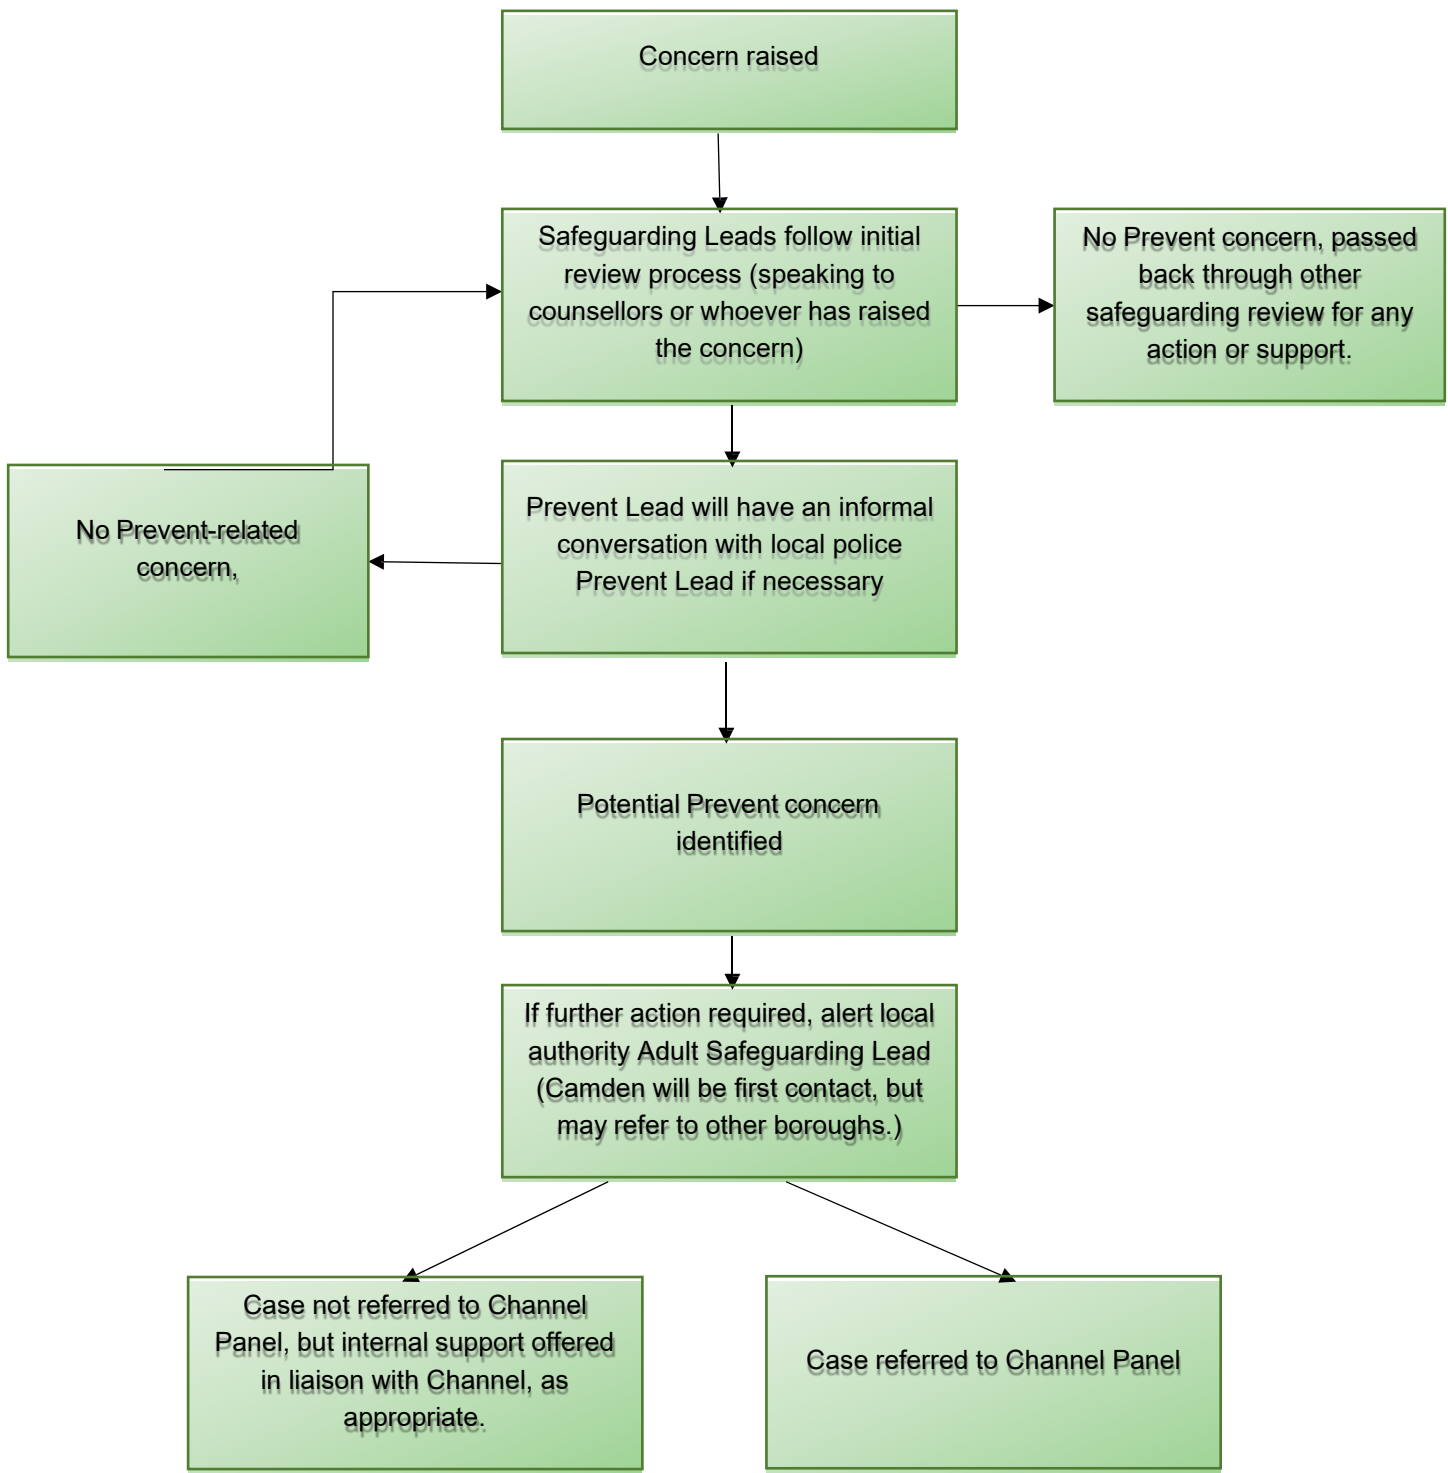 Concern raised
Safeguarding Leads follow initial
review process (speaking to
counsellors or whoever has raised
the concern)
No Prevent concern, passed
back through other
safeguarding review for any
action or support.
No Prevent-related
concern,
Prevent Lead will have an informal
conversation with local police
Prevent Lead if necessary
Potential Prevent concern
identified
If further action required, alert local
authority Adult Safeguarding Lead
(Camden will be first contact, but
may refer to other boroughs.)
Case not referred to Channel
Panel, but internal support offered
in liaison with Channel, as
appropriate.
Case referred to Channel Panel